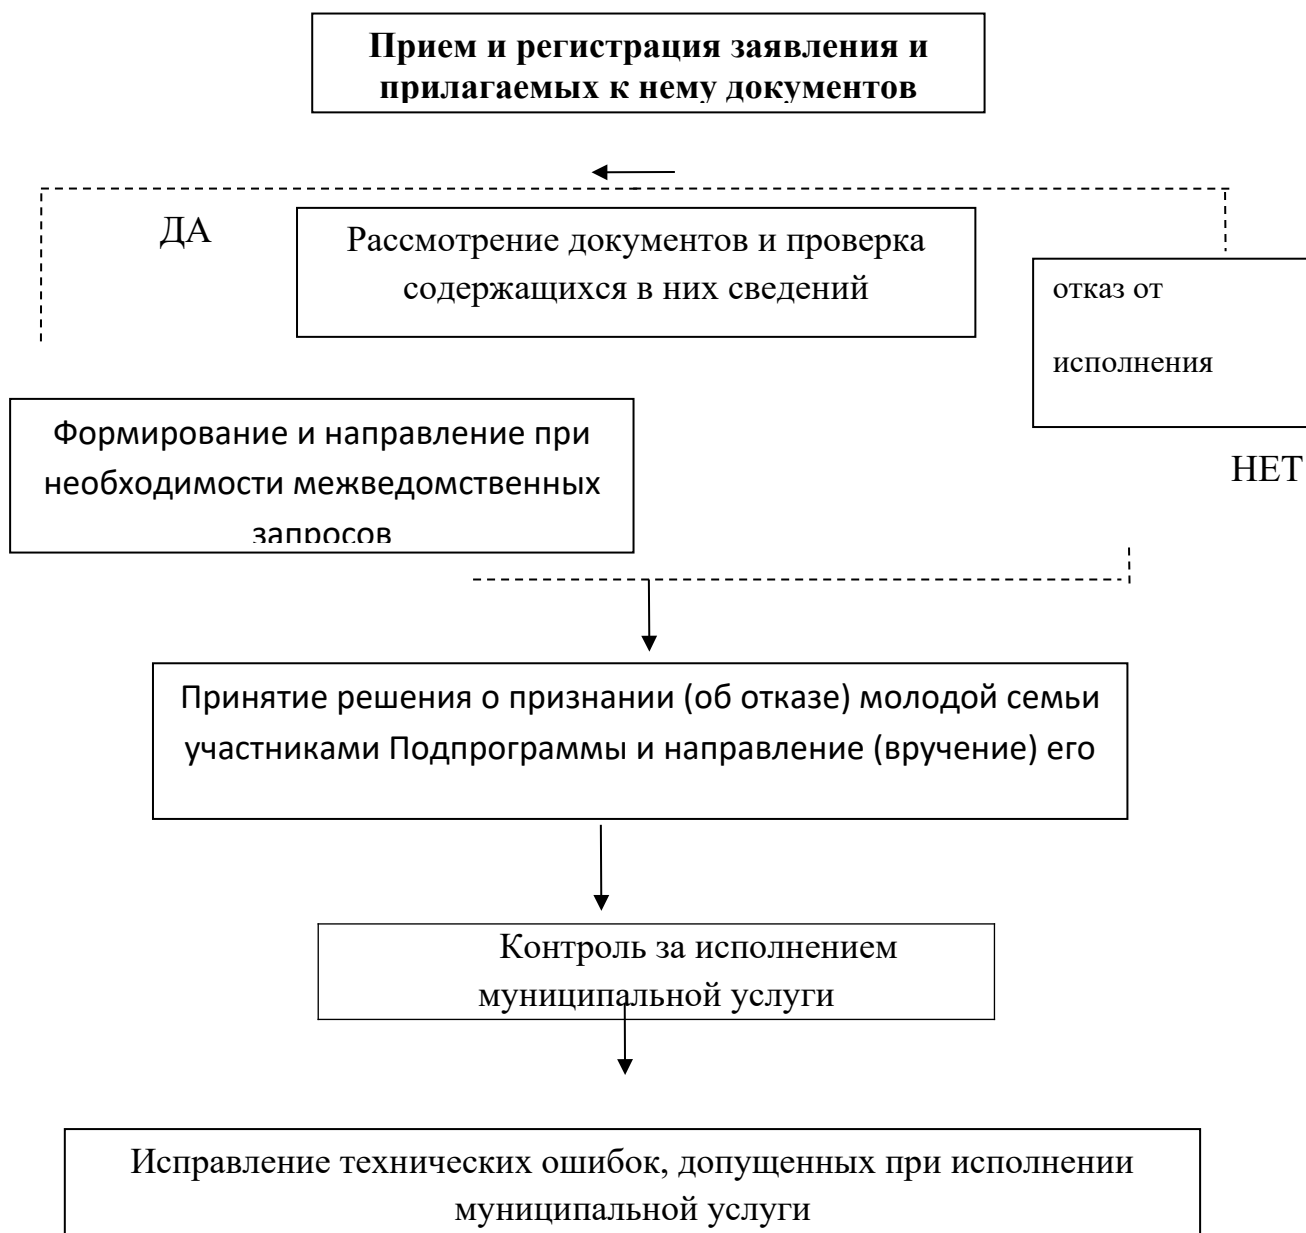 Прием и регистрация заявления и
прилагаемых к нему документов
ДА
Рассмотрение документов и проверка
содержащихся в них сведений
отказ от
исполнения
Формирование и направление при
необходимости межведомственных
запросов
НЕТ
Принятие решения о признании (об отказе) молодой семьи
участниками Подпрограммы и направление (вручение) его
Контроль за исполнением
муниципальной услуги
Исправление технических ошибок, допущенных при исполнении
муниципальной услуги